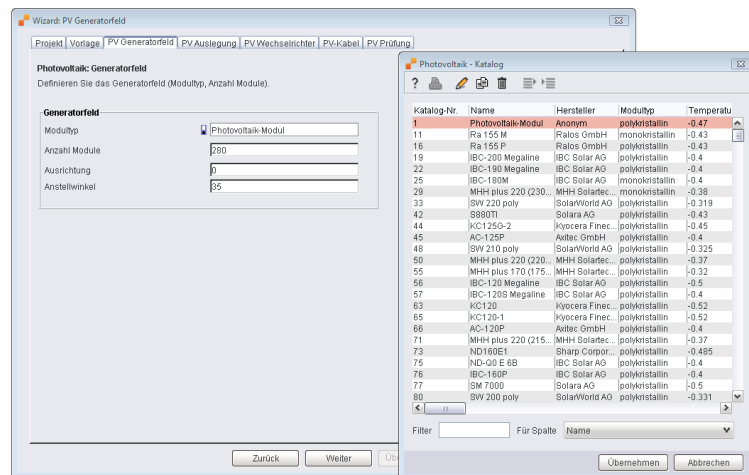 Wizard: PV Generatorfeld
Projekt Vorlage PV Generatorfeld PV Auslegung PV Wechselrichter PV-Kabel PV Prüfung
Photovoltaik: Generatorfeld
Definieren Sie das Generatorfeld (Modultyp, Anzahl Module).
Generatorfeld
Modultyp Photovoltaik-Modul
Anzahl Module 280
Ausrichtung 0
Anstellwinkel 35
Zurück Weiter
Photovoltaik - Katalog
Katalog-Nr. Name Hersteller Modultyp Temperatu
1 Photovoltaik-Modul Anonym polykristallin -0.47
11 Ra 155 M Ralos GmbH monokristallin -0.43
16 Ra 155 P Ralos GmbH polykristallin -0.43
19 IBC-200 Megaline IBC Solar AG polykristallin -0.4
22 IBC-190 Megaline IBC Solar AG polykristallin -0.4
25 IBC-180M IBC Solar AG monokristallin -0.4
29 MHH plus 220 (230... MHH Solartec... monokristallin -0.38
33 SW 220 poly SolarWorld AG polykristallin -0.319
42 S880TI Solara AG polykristallin -0.43
44 KC125G-2 Kyocera Finec... polykristallin -0.45
45 AC-125P Axitec GmbH polykristallin -0.4
48 SW 210 poly SolarWorld AG polykristallin -0.325
50 MHH plus 220 (220... MHH Solartec... polykristallin -0.37
55 MHH plus 170 (175... MHH Solartec... polykristallin -0.32
56 IBC-120 Megaline IBC Solar AG polykristallin -0.5
57 IBC-120S Megaline IBC Solar AG polykristallin -0.4
63 KC120 Kyocera Finec... polykristallin -0.52
65 KC120-1 Kyocera Finec... polykristallin -0.52
66 AC-120P Axitec GmbH polykristallin -0.4
71 MHH plus 220 (215... MHH Solartec... polykristallin -0.37
73 ND160E1 Sharp Corpor... polykristallin -0.485
75 ND-Q0 E 6B IBC Solar AG polykristallin -0.4
76 IBC-160P IBC Solar AG polykristallin -0.4
77 SM 7000 Solara AG polykristallin -0.5
80 SW 200 poly SolarWorld AG polykristallin -0.331
Filter Für Spalte Name
Übernehmen Abbrechen